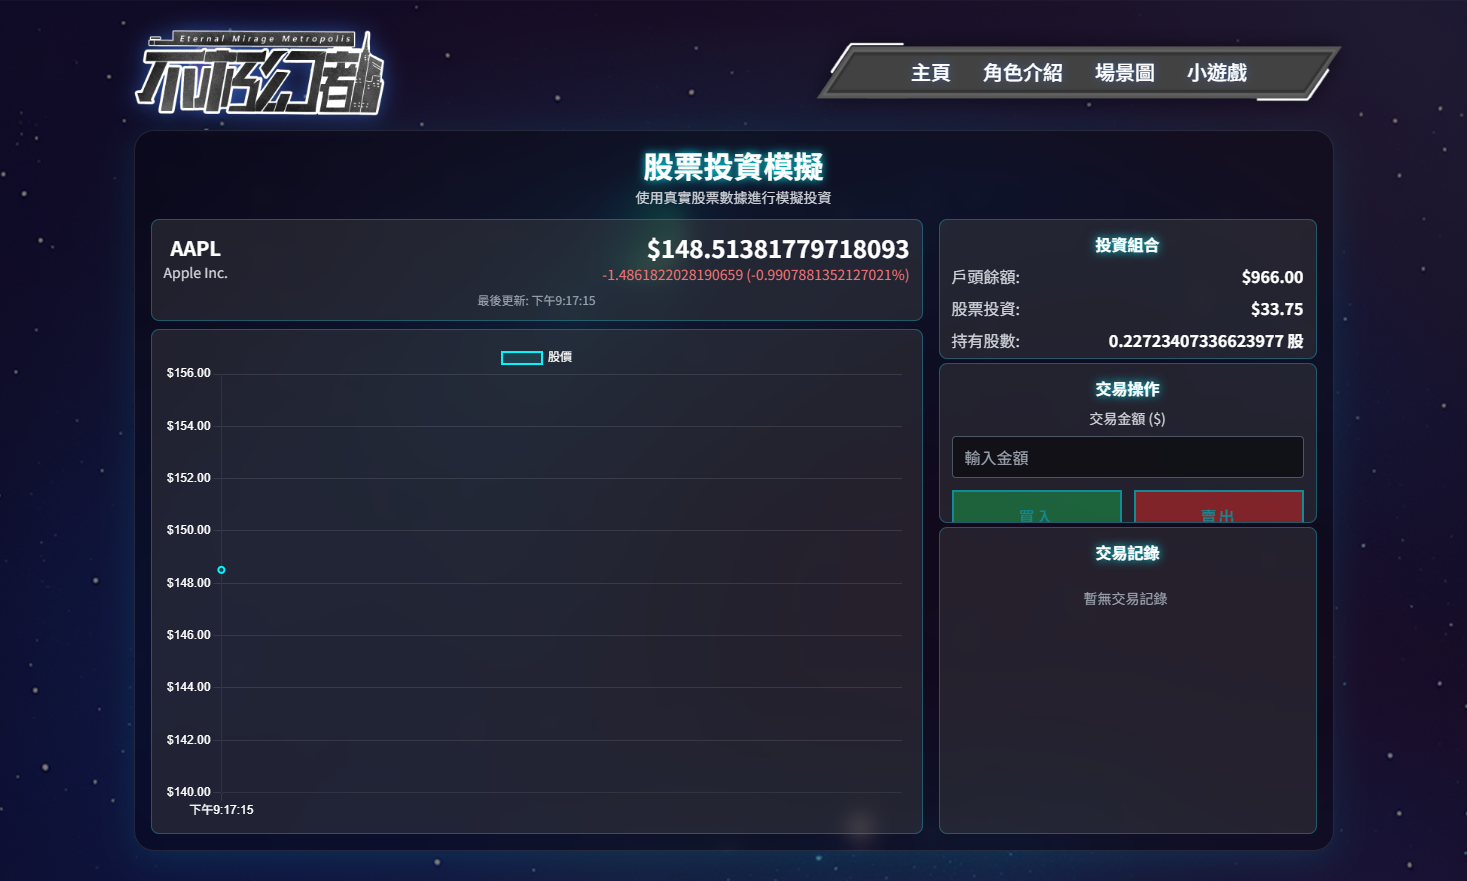 Eternal Mirage Metropolis
不朽幻都
主頁 角色介紹 場景圖 小遊戲
股票投資模擬
使用真實股票數據進行模擬投資
AAPL
$148.51381779718093
Apple Inc.
-1.4861822028190659 (-0.9907881352127021%)
最後更新: 下午9:17:15
股價
$156.00
$154.00
$152.00
$150.00
$148.00
$146.00
$144.00
$142.00
$140.00
下午9:17:15
投資組合
戶頭餘額: $966.00
股票投資: $33.75
持有股數: 0.22723407336623977 股
交易操作
交易金額 ($)
輸入金額
買入 賣出
交易記錄
暫無交易記錄